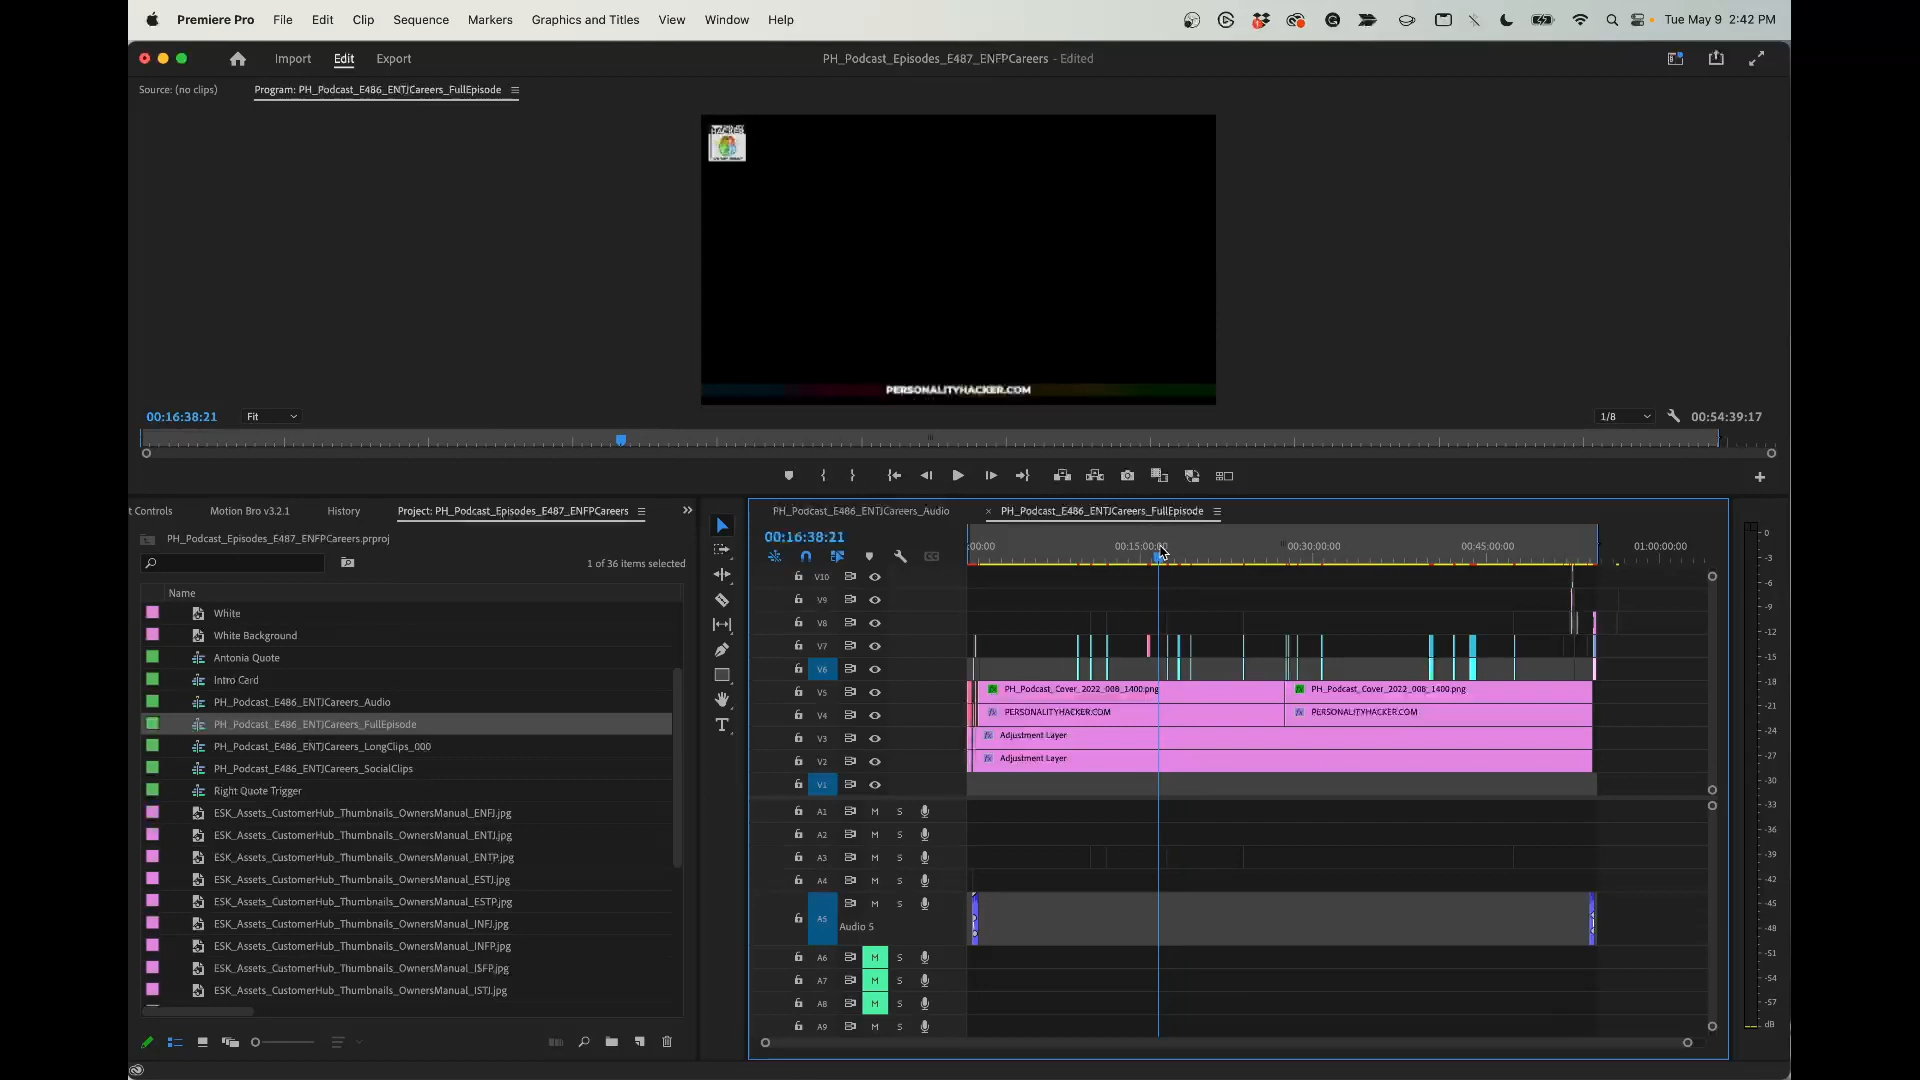 Premiere Pro File Edit Clip Sequence Markers Graphics and Titles View Window Help Tue May 9 2:42 PM
Import Edit Export PH_Podcast_Episodes_E487_ENFPCareers - Edited
Source: (no clips) Program: PH_Podcast_E486_ENTJCareers_FullEpisode
HACKER
PERSONALITYHACKER.COM
00:16:38:21 Fit 1/8 00:54:39:17
t Controls Motion Bro v3.2.1 History Project: PH_Podcast_Episodes_E487_ENFPCareers
PH_Podcast_Episodes_E487_ENFPCareers.prproj
1 of 36 items selected
Name
White
White Background
Antonia Quote
Intro Card
PH_Podcast_E486_ENTJCareers_Audio
PH_Podcast_E486_ENTJCareers_FullEpisode
PH_Podcast_E486_ENTJCareers_LongClips_000
PH_Podcast_E486_ENTJCareers_SocialClips
Right Quote Trigger
ESK_Assets_CustomerHub_Thumbnails_OwnersManual_ENFJ.jpg
ESK_Assets_CustomerHub_Thumbnails_OwnersManual_ENTJ.jpg
ESK_Assets_CustomerHub_Thumbnails_OwnersManual_ENTP.jpg
ESK_Assets_CustomerHub_Thumbnails_OwnersManual_ESTJ.jpg
ESK_Assets_CustomerHub_Thumbnails_OwnersManual_ESTP.jpg
ESK_Assets_CustomerHub_Thumbnails_OwnersManual_INFJ.jpg
ESK_Assets_CustomerHub_Thumbnails_OwnersManual_INFP.jpg
ESK_Assets_CustomerHub_Thumbnails_OwnersManual_ISFP.jpg
ESK_Assets_CustomerHub_Thumbnails_OwnersManual_ISTJ.jpg
PH_Podcast_E486_ENTJCareers_Audio × PH_Podcast_E486_ENTJCareers_FullEpisode
00:16:38:21
:00:00 00:15:00:00 00:30:00:00 00:45:00:00 01:00:00:00
V10
V9
V8
V7
V6
V5 PH_Podcast_Cover_2022_008_1400.png PH_Podcast_Cover_2022_008_1400.png
V4 fx PERSONALITYHACKER.COM fx PERSONALITYHACKER.COM
V3 fx Adjustment Layer
V2 fx Adjustment Layer
V1
A1 M S
A2 M S
A3 M S
A4 M S
A5 M S
Audio 5
A6 M S
A7 M S
A8 M S
A9 M S
0
-3
-6
-9
-12
-15
-18
-21
-24
-27
-30
-33
-36
-39
-42
-45
-48
-51
-54
-57
dB